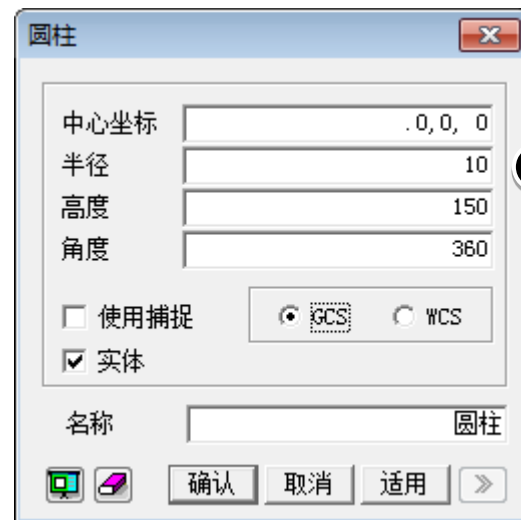 圆柱
中心坐标 .0,0, 0
半径 10
高度 150
角度 360
使用捕捉 GCS WCS
实体
名称 圆柱
确认 取消 适用